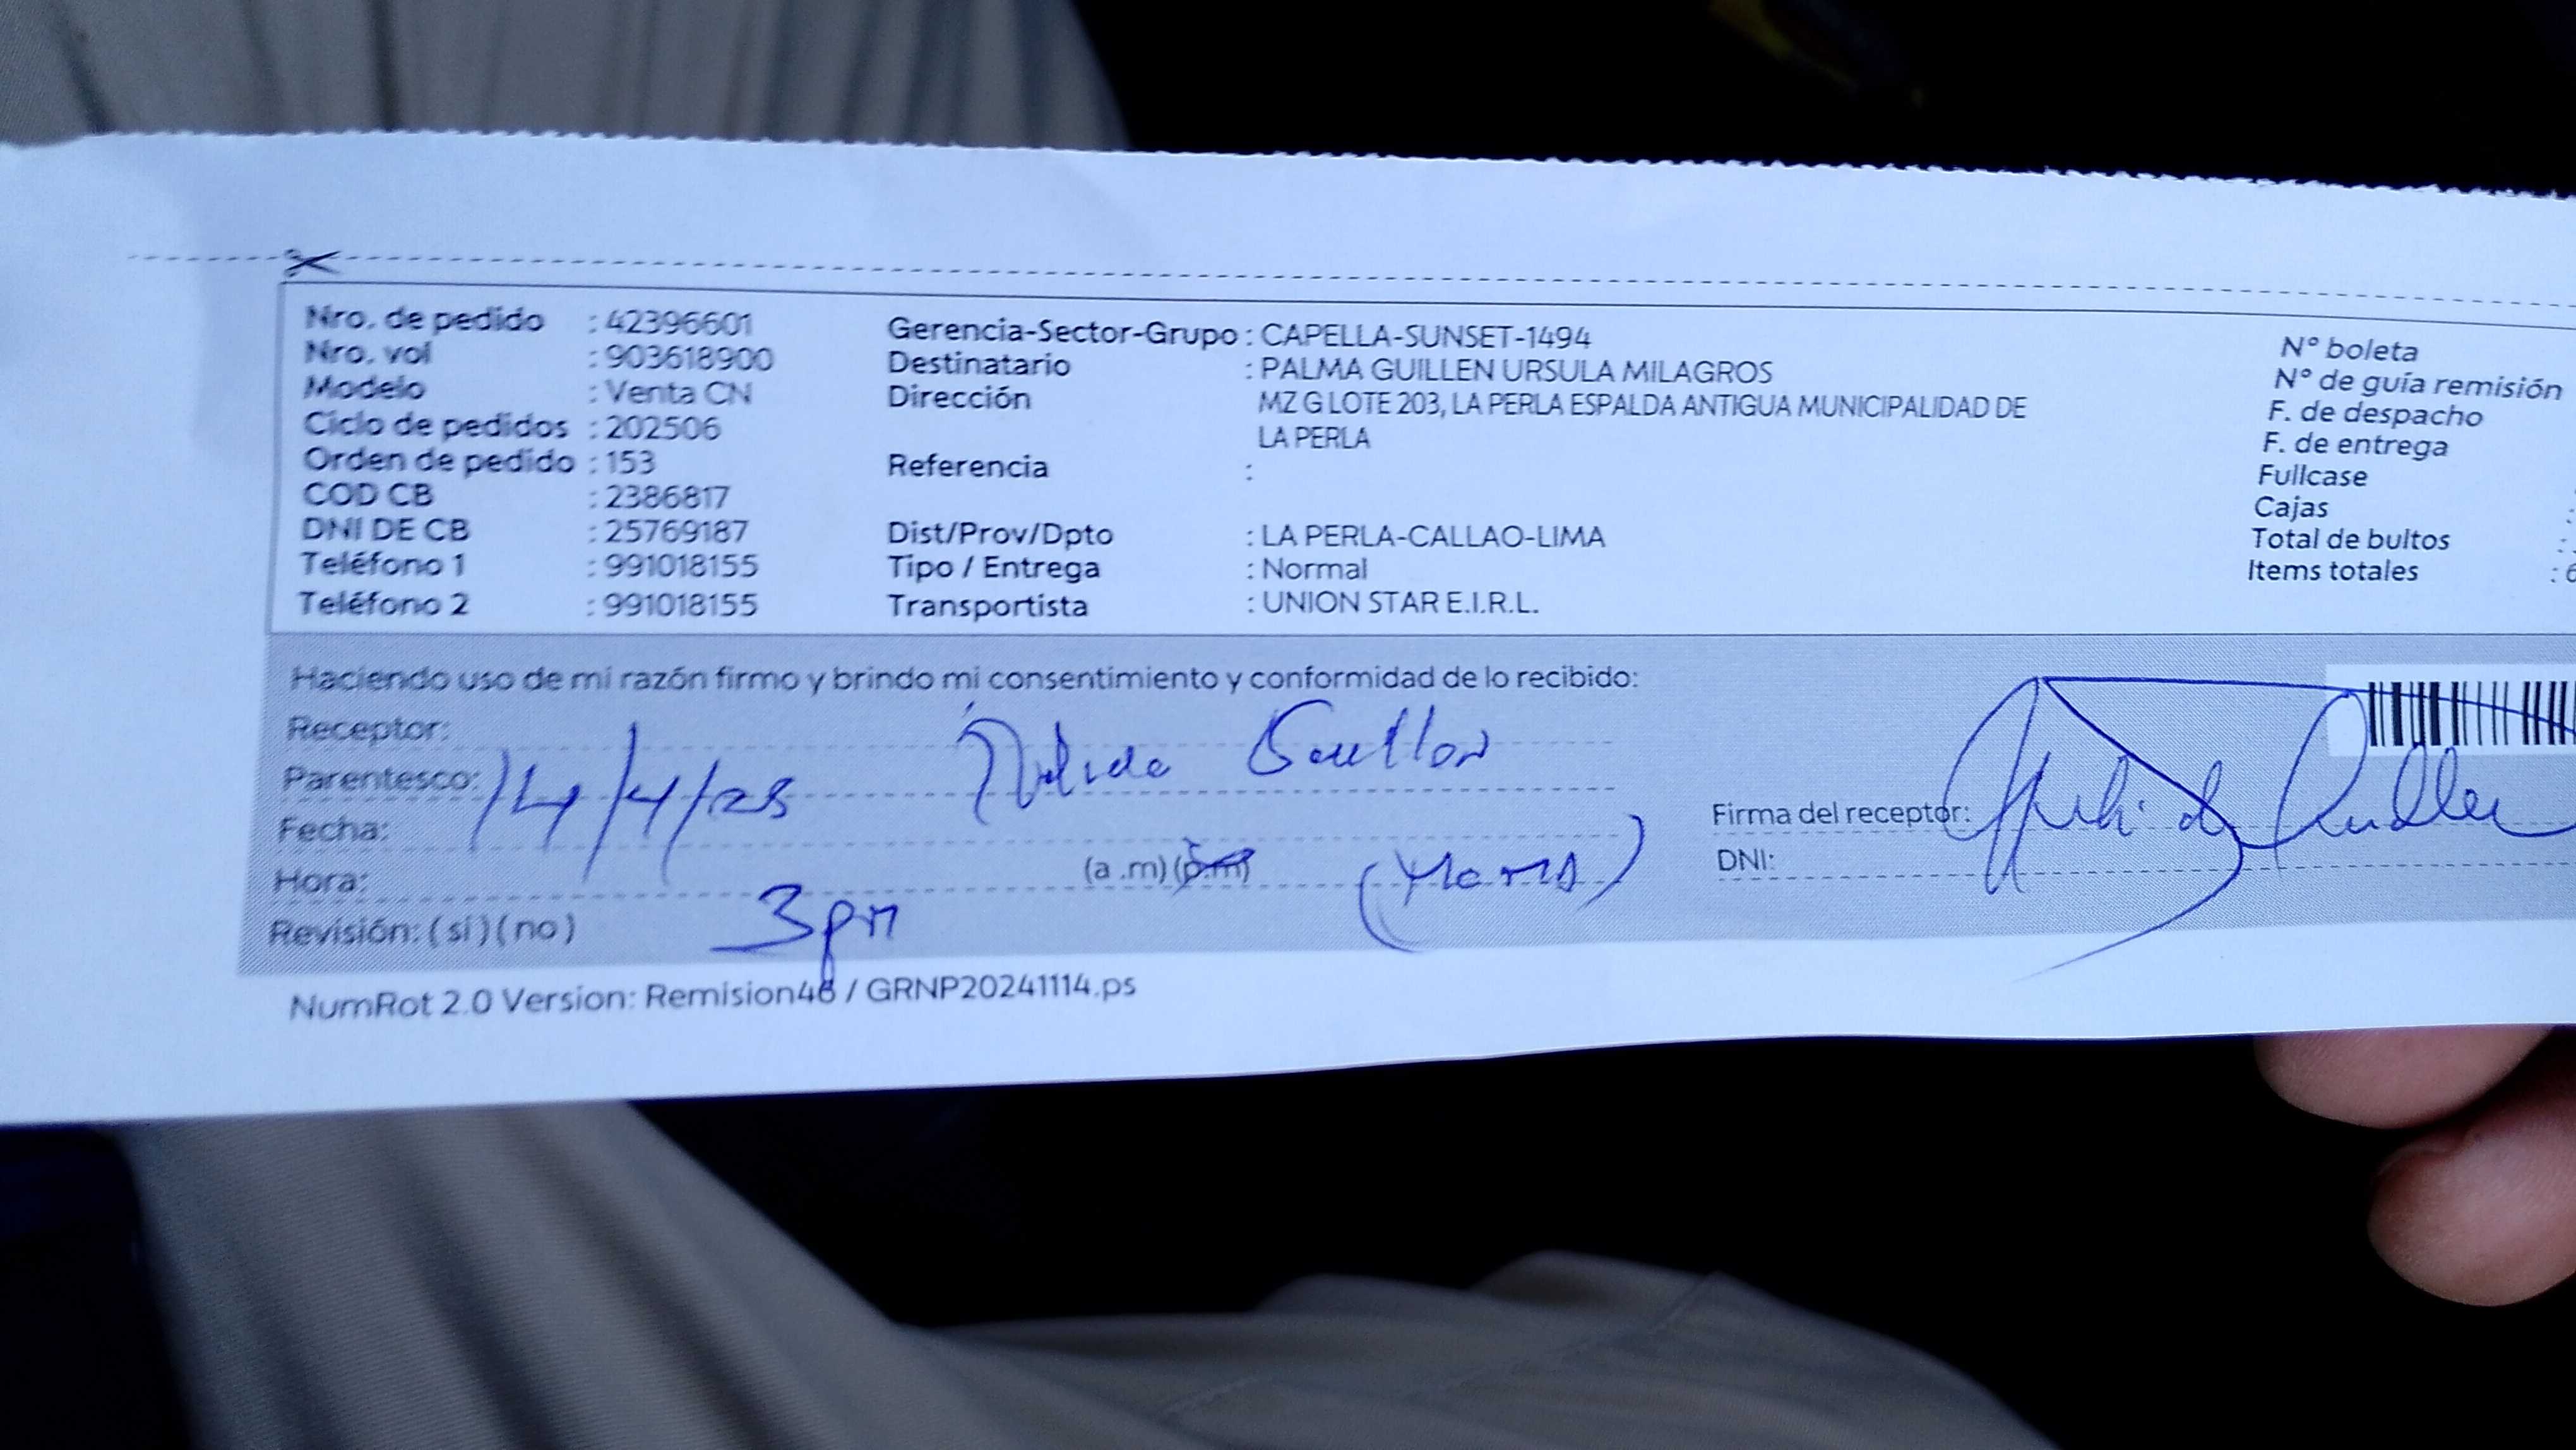 Nro. de pedido : 42396601
Nro. vol : 903618900
Modelo : Venta CN
Ciclo de pedidos : 202506
Orden de pedido : 153
COD CB : 2386817
DNI DE CB : 25769187
Teléfono 1 : 991018155
Teléfono 2 : 991018155
Gerencia-Sector-Grupo : CAPELLA-SUNSET-1494
Destinatario : PALMA GUILLEN URSULA MILAGROS
Dirección MZ G LOTE 203, LA PERLA ESPALDA ANTIGUA MUNICIPALIDAD DE
LA PERLA
Referencia :
Dist/Prov/Dpto : LA PERLA-CALLAO-LIMA
Tipo / Entrega : Normal
Transportista : UNION STAR E.I.R.L.
N° boleta
N° de guía remisión
F. de despacho
F. de entrega
Fullcase
Cajas :
Total de bultos :
Items totales : 6
Haciendo uso de mi razón firmo y brindo mi consentimiento y conformidad de lo recibido:
Receptor:
Parentesco:
14/4/25
Fecha:
Hora: (a .m) (p.m)
3pm
Revisión: ( si ) ( no )
Firma del receptor:
DNI:
NumRot 2.0 Version: Remision46 / GRNP20241114.ps